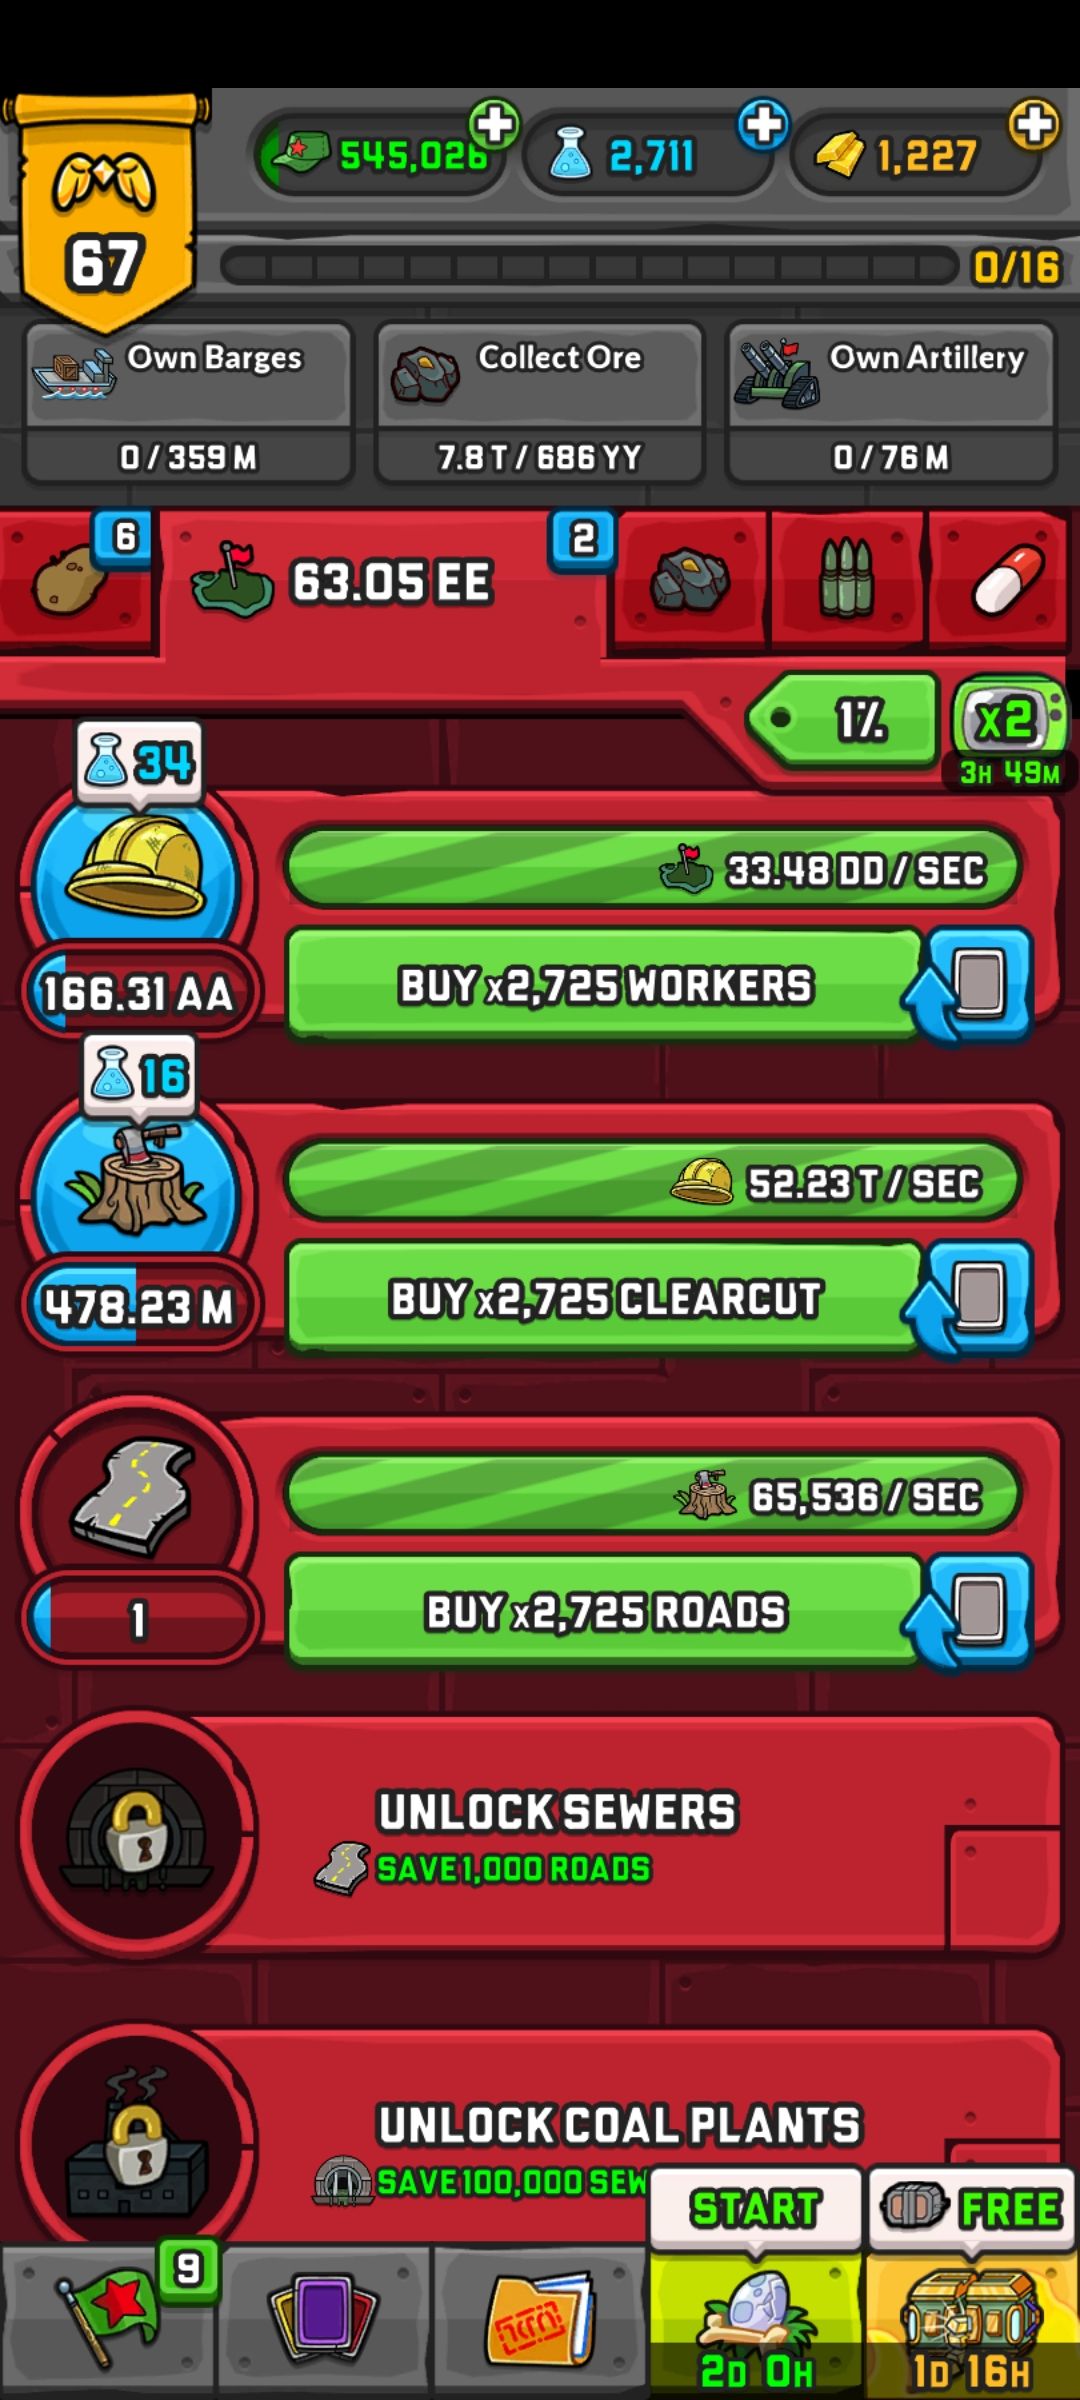 545,026
2,711
1,227
67
0/16
Own Barges
Collect Ore
Own Artillery
0 / 359 M
7.8 T / 686 YY
0 / 76 M
6
63.05 EE
2
1%
x2
3H 49M
34
33.48 DD / SEC
166.31 AA
BUY x2,725 WORKERS
16
52.23 T / SEC
478.23 M
BUY x2,725 CLEARCUT
65,536 / SEC
1
BUY x2,725 ROADS
UNLOCK SEWERS
SAVE 1,000 ROADS
UNLOCK COAL PLANTS
SAVE 100,000 SEW
START
FREE
9
2D 0H
1D 16H